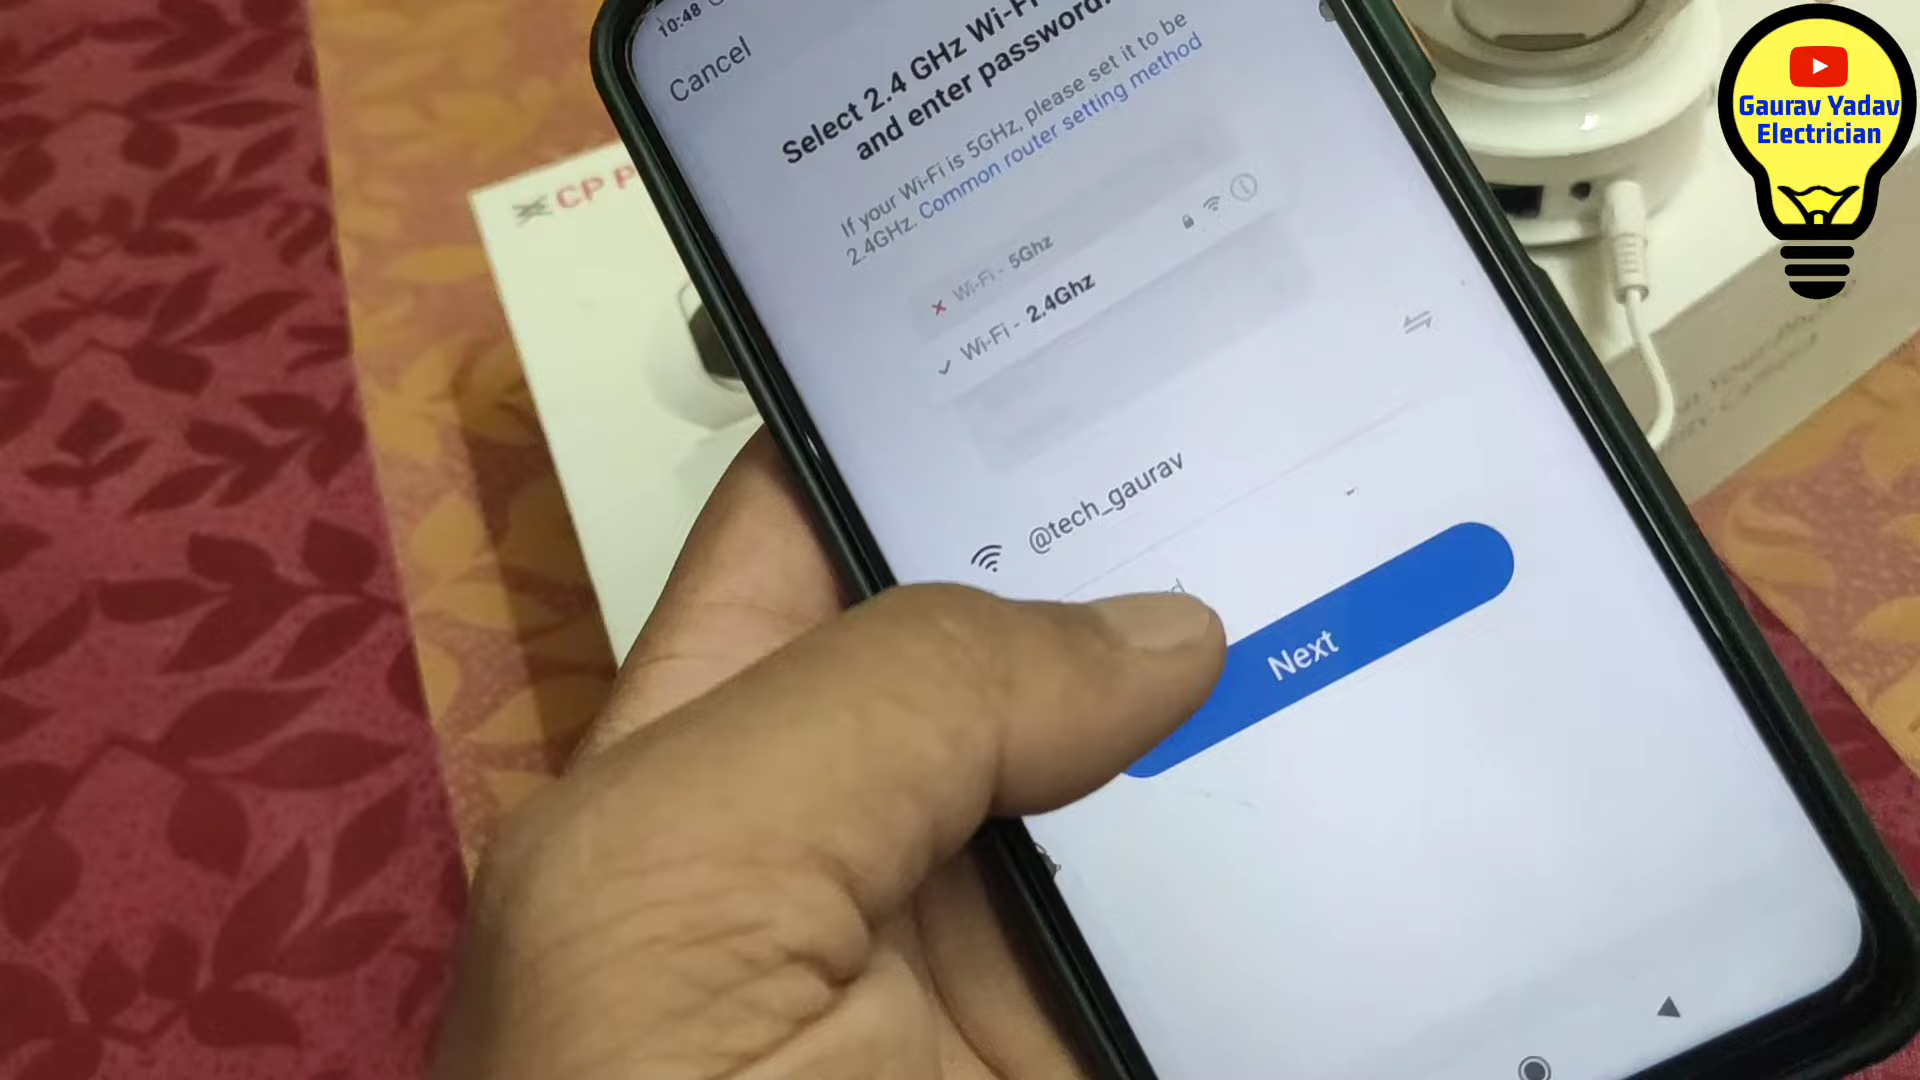 10:48
Cancel
Select 2.4 GHz Wi-Fi
and enter password.
If your Wi-Fi is 5GHz, please set it to be
2.4GHz. Common router setting method
Wi-Fi - 5Ghz
Wi-Fi - 2.4Ghz
@tech_gaurav
Next
CP P
Gaurav Yadav
Electrician